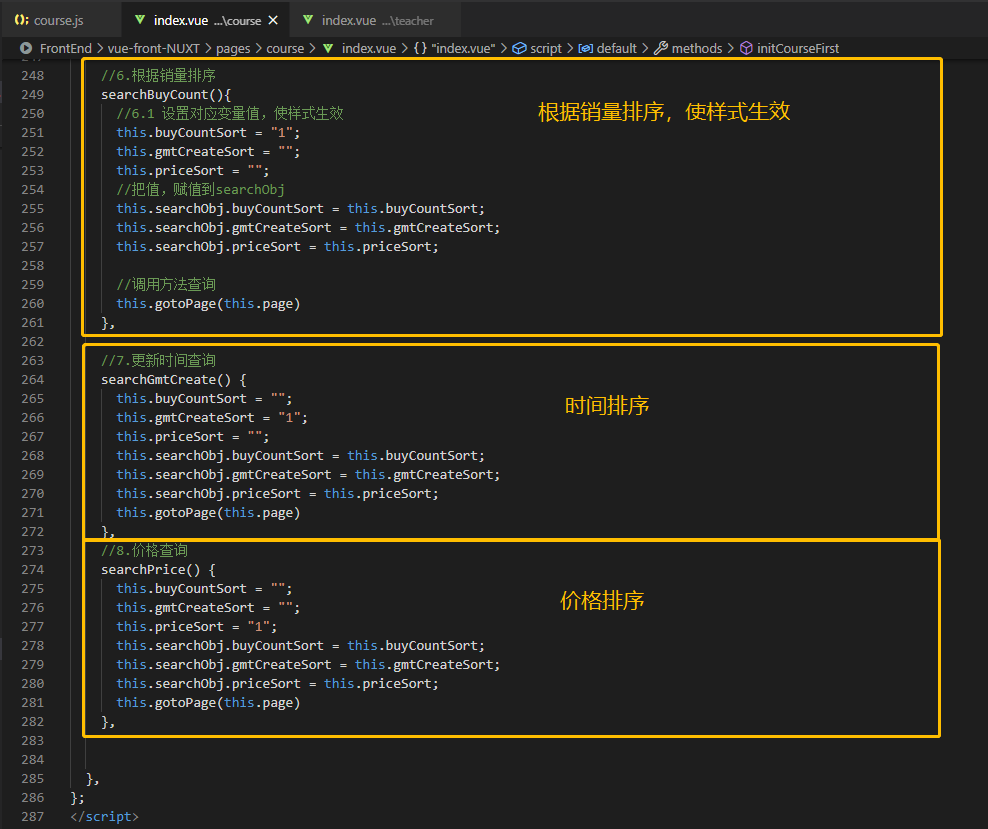 course.js index.vue ...\course × index.vue ...\teacher
FrontEnd > vue-front-NUXT > pages > course > index.vue > {} "index.vue" > script > default > methods > initCourseFirst
248 //6.根据销量排序
249 searchBuyCount(){
根据销量排序，使样式生效
250 //6.1 设置对应变量值，使样式生效
251 this.buyCountSort = "1";
252 this.gmtCreateSort = "";
253 this.priceSort = "";
254 //把值，赋值到searchObj
255 this.searchObj.buyCountSort = this.buyCountSort;
256 this.searchObj.gmtCreateSort = this.gmtCreateSort;
257 this.searchObj.priceSort = this.priceSort;
258
259 //调用方法查询
260 this.gotoPage(this.page)
261 },
262
263 //7.更新时间查询
264 searchGmtCreate() {
265 this.buyCountSort = "";
时间排序
266 this.gmtCreateSort = "1";
267 this.priceSort = "";
268 this.searchObj.buyCountSort = this.buyCountSort;
269 this.searchObj.gmtCreateSort = this.gmtCreateSort;
270 this.searchObj.priceSort = this.priceSort;
271 this.gotoPage(this.page)
272 },
273 //8.价格查询
274 searchPrice() {
275 this.buyCountSort = "";
价格排序
276 this.gmtCreateSort = "";
277 this.priceSort = "1";
278 this.searchObj.buyCountSort = this.buyCountSort;
279 this.searchObj.gmtCreateSort = this.gmtCreateSort;
280 this.searchObj.priceSort = this.priceSort;
281 this.gotoPage(this.page)
282 },
283
284
285 },
286 };
287 </script>